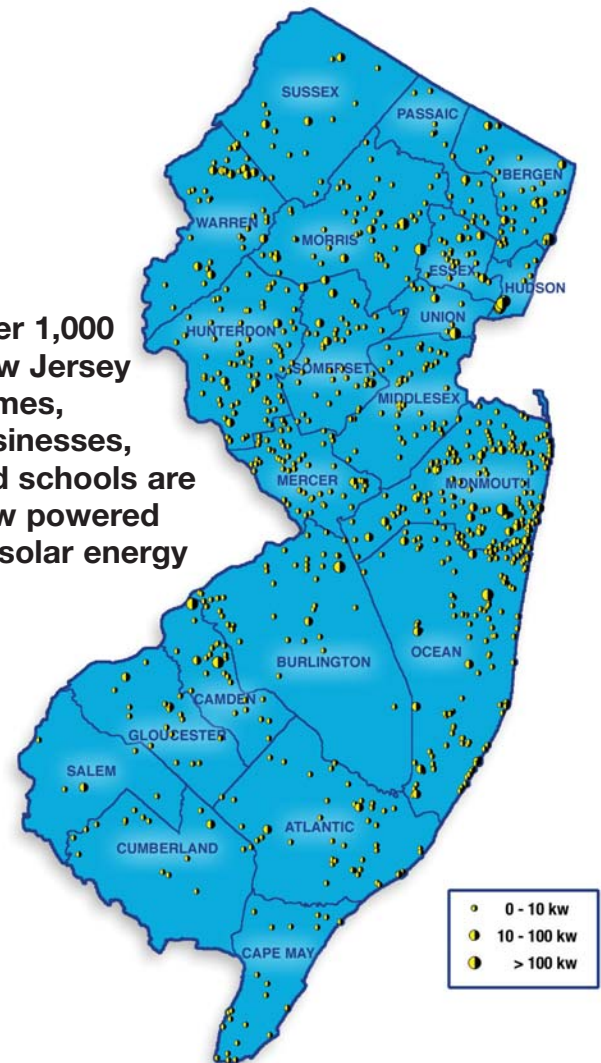 SUSSEX
PASSAIC
BERGEN
WARREN
MORRIS
ESSEX
HUDSON
UNION
HUNTERDON
SOMERSET
MIDDLESEX
MERCER
MONMOUTH
er 1,000
w Jersey
mes,
sinesses,
d schools are
w powered
solar energy
OCEAN
BURLINGTON
CAMDEN
GLOUCESTER
SALEM
ATLANTIC
CUMBERLAND
CAPE MAY
0 - 10 kw
10 - 100 kw
> 100 kw